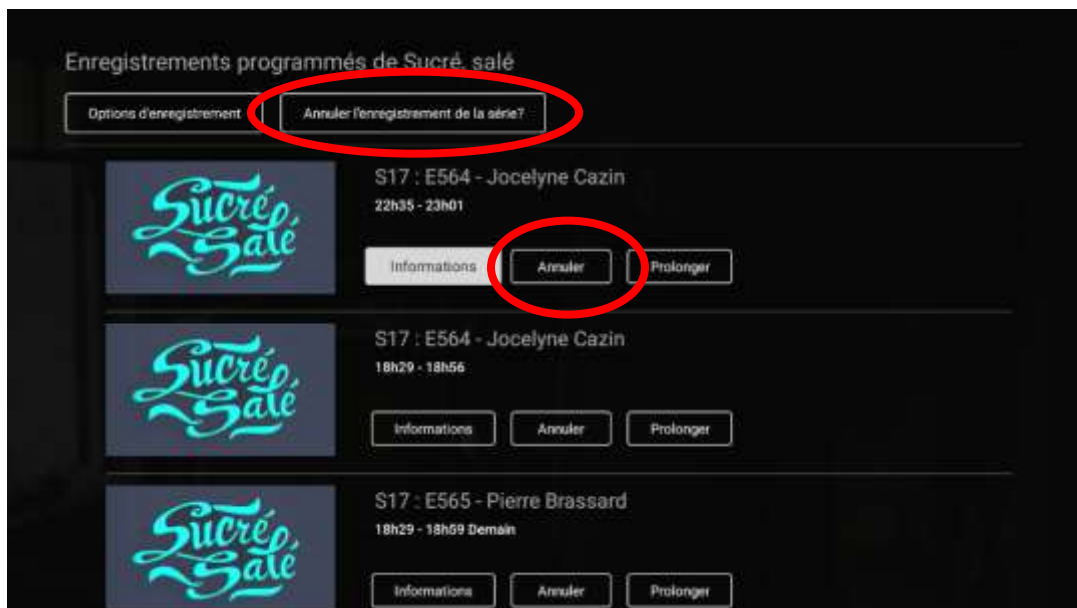 Enregistrements programmés de Sucré, salé
Options d'enregistrement Annuler l'enregistrement de la série?
Sucré, salé
S17 : E564 - Jocelyne Cazin
22h35 - 23h01
Informations Annuler Prolonger
Sucré, salé
S17 : E564 - Jocelyne Cazin
18h29 - 18h56
Informations Annuler Prolonger
Sucré, salé
S17 : E565 - Pierre Brassard
18h29 - 18h59 Demain
Informations Annuler Prolonger